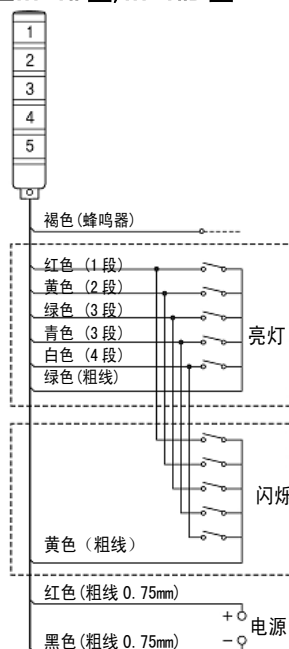 1
2
3
4
5
褐色(蜂鸣器)
红色 (1段)
黄色 (2段)
绿色 (3段)
青色 (3段)
白色 (4段)
绿色(粗线)
亮灯
闪烁
黄色（粗线）
红色(粗线 0.75mm)
+
电源
黑色(粗线 0.75mm)
-